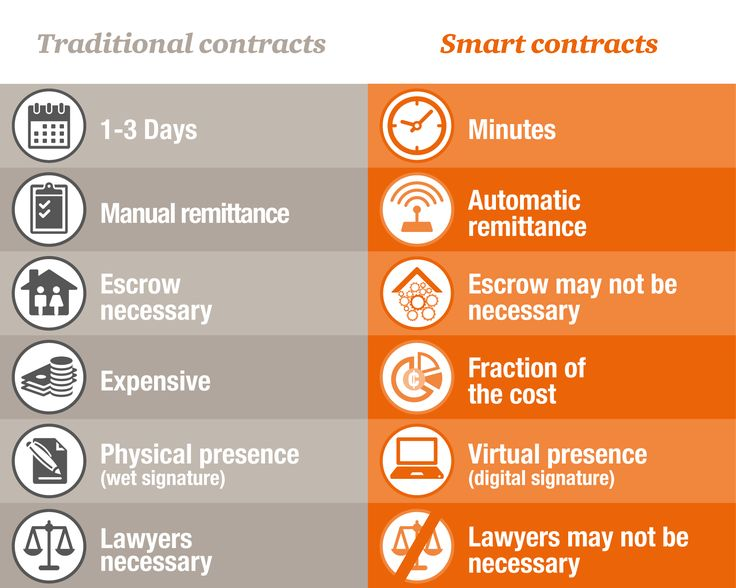 Traditional contracts
Smart contracts
1-3 Days
Minutes
Manual remittance
Automatic
remittance
Escrow
necessary
Escrow may not be
necessary
Expensive
Fraction of
the cost
Physical presence
(wet signature)
Virtual presence
(digital signature)
Lawyers
necessary
Lawyers may not be
necessary